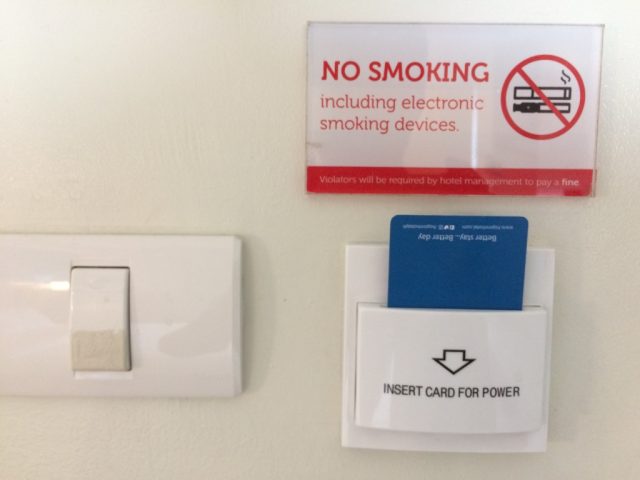 NO SMOKING
including electronic
smoking devices.
Violators will be required by hotel management to pay a fine
Better stay... Better day
INSERT CARD FOR POWER